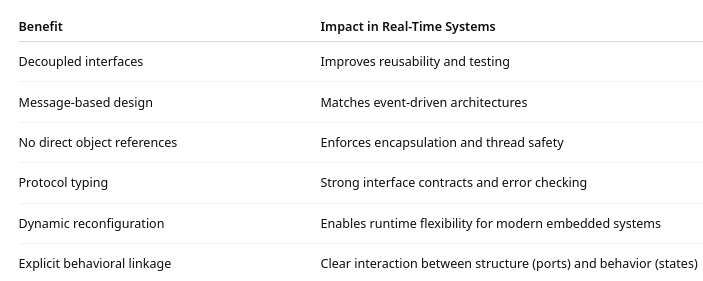 Benefit Impact in Real-Time Systems
Decoupled interfaces Improves reusability and testing
Message-based design Matches event-driven architectures
No direct object references Enforces encapsulation and thread safety
Protocol typing Strong interface contracts and error checking
Dynamic reconfiguration Enables runtime flexibility for modern embedded systems
Explicit behavioral linkage Clear interaction between structure (ports) and behavior (states)